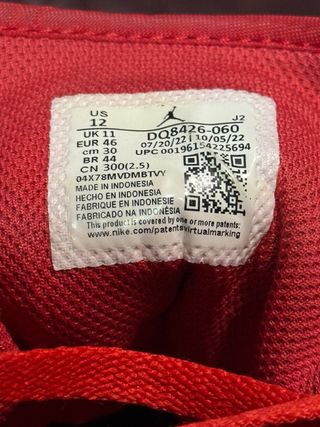 US
12
J2
UK 11
DQ8426-060
EUR 46
07/20/22 10/05/22
cm 30
UPC 00196154225694
BR 44
CN 300(2.5)
04X78MVDMBTVY
MADE IN INDONESIA
HECHO EN INDONESIA
FABRIQUE EN INDONESIE
FABRICADO NA INDONÉSIA
This product is covered by one or more patents:
www.nike.com/patentsvirtualmarking